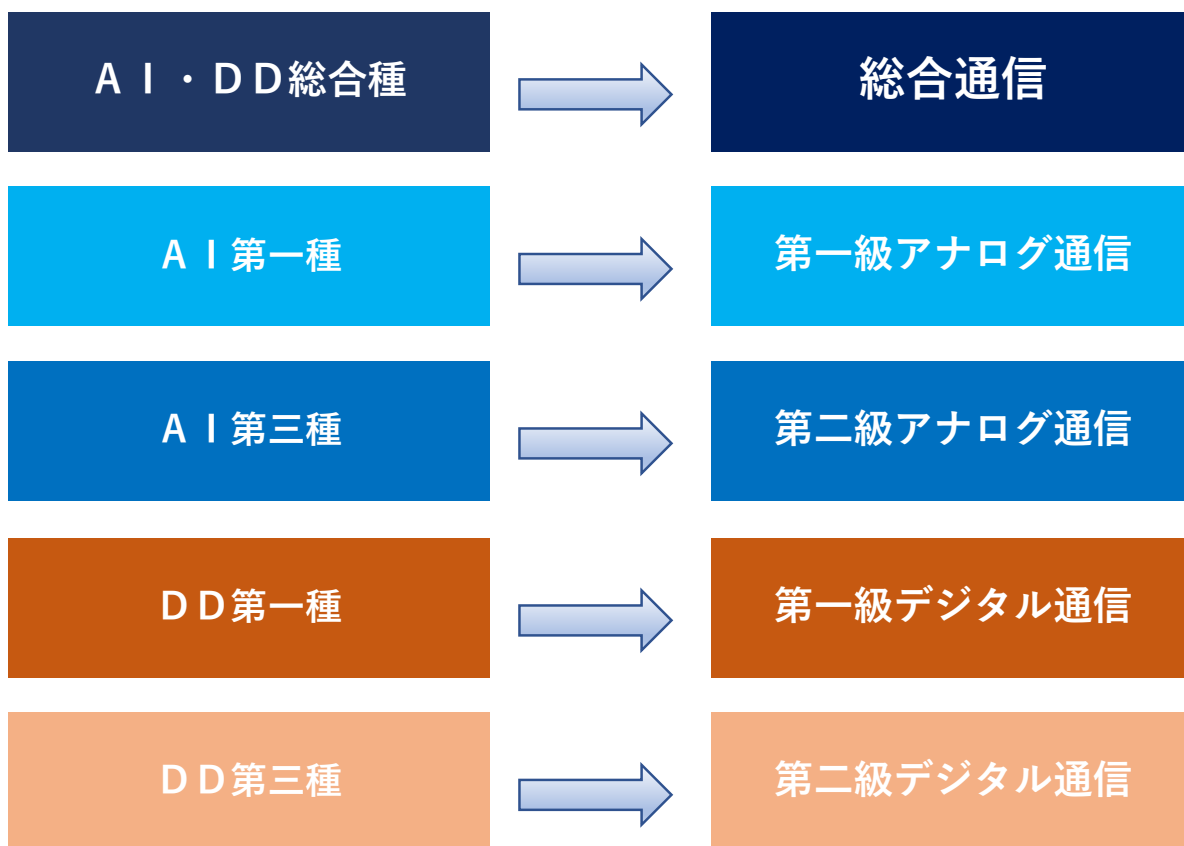 ＡＩ・ＤＤ総合種
総合通信
ＡＩ第一種
第一級アナログ通信
ＡＩ第三種
第二級アナログ通信
ＤＤ第一種
第一級デジタル通信
ＤＤ第三種
第二級デジタル通信